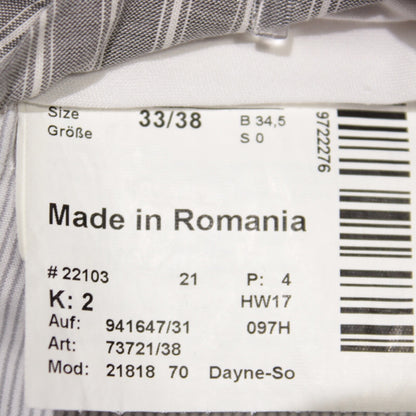 Size 33/38 B 34,5
Größe S 0
9722276
Made in Romania
# 22103 21 P: 4
K: 2 HW17
Auf: 941647/31 097H
Art: 73721/38
Mod: 21818 70 Dayne-So